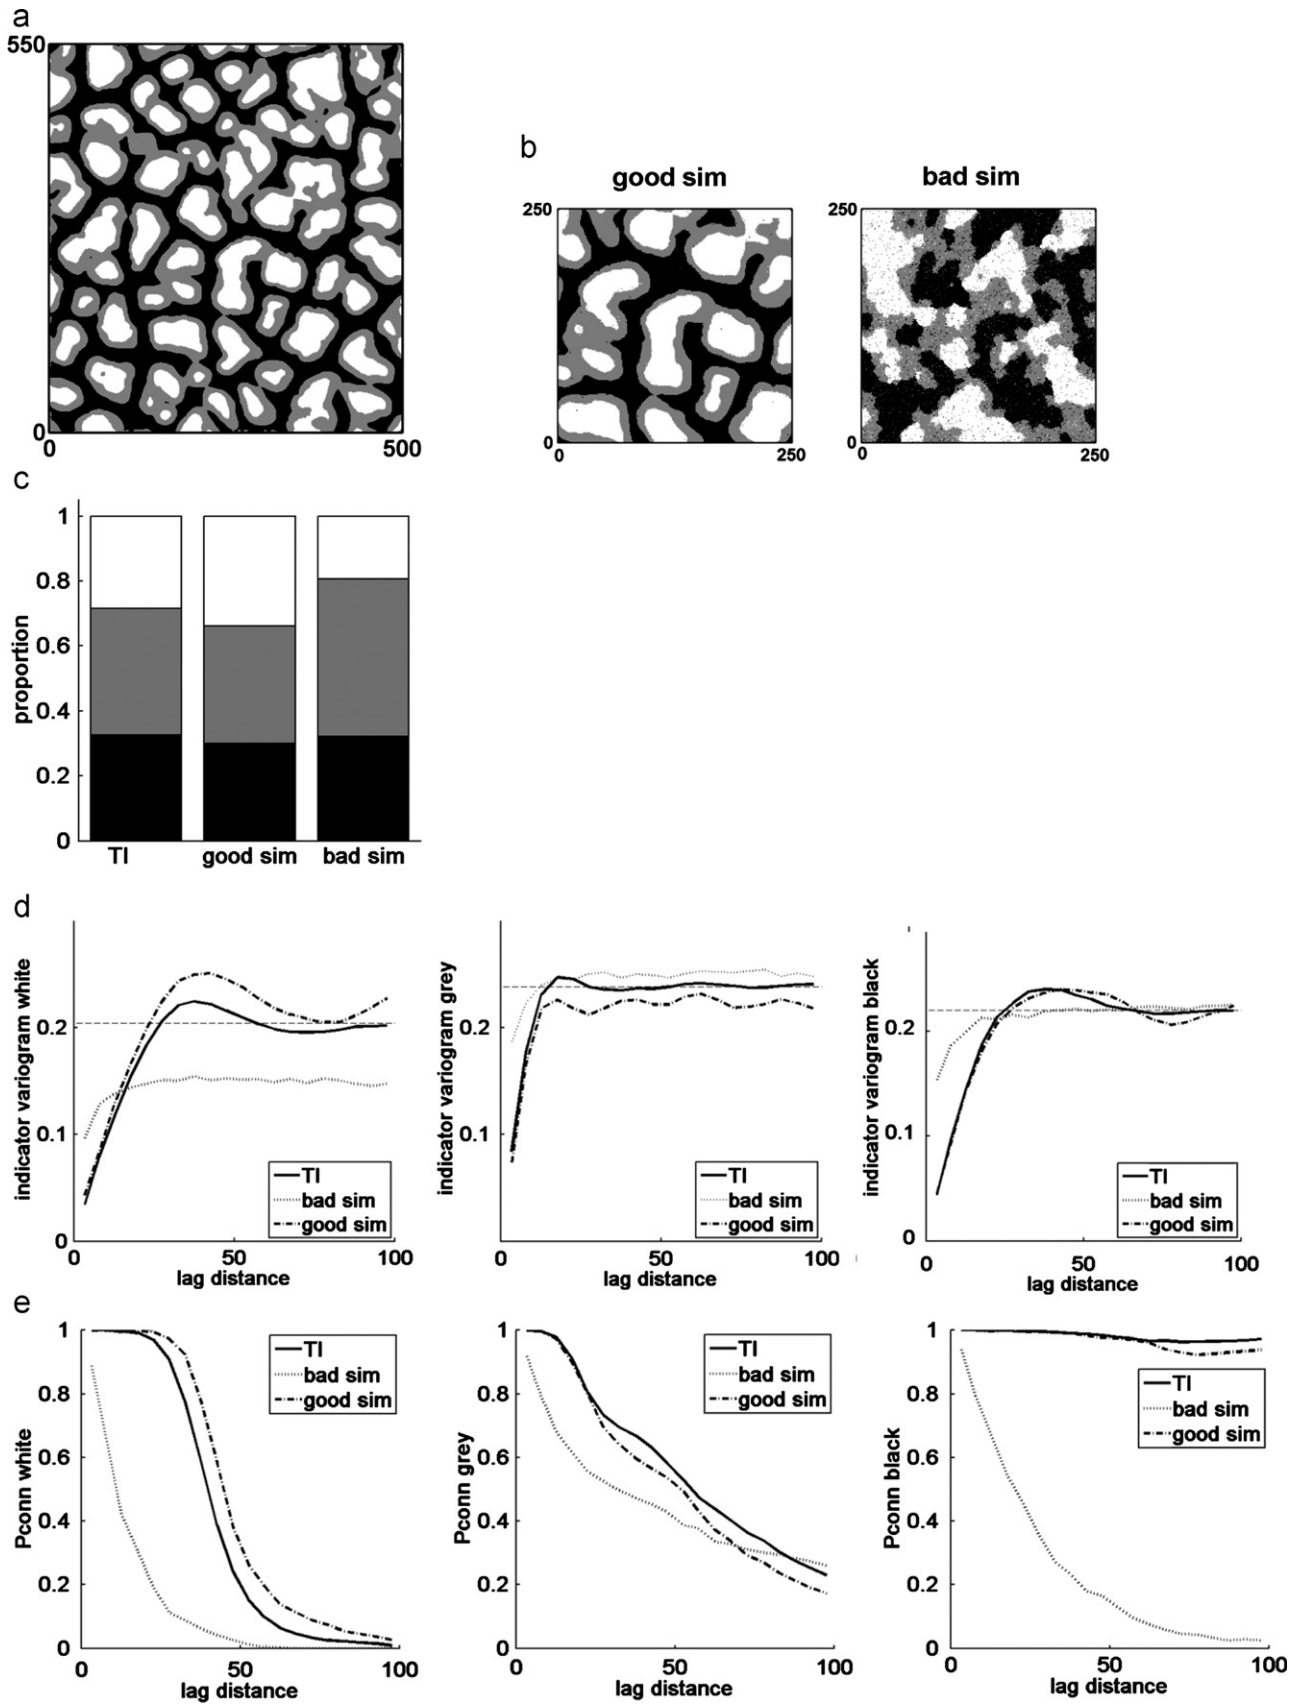 a
550
0
0
500
b
good sim
bad sim
250
0
0
250
250
0
0
250
c
1
0.8
0.6
0.4
0.2
0
proportion
TI
good sim
bad sim
d
indicator variogram white
0.2
0.1
0
0
50
100
lag distance
TI
bad sim
good sim
indicator variogram grey
0.2
0.1
0
0
50
100
lag distance
TI
bad sim
good sim
indicator variogram black
0.2
0.1
0
0
50
100
lag distance
TI
bad sim
good sim
e
Pconn white
1
0.8
0.6
0.4
0.2
0
0
50
100
lag distance
TI
bad sim
good sim
Pconn grey
1
0.8
0.6
0.4
0.2
0
0
50
100
lag distance
TI
bad sim
good sim
Pconn black
1
0.8
0.6
0.4
0.2
0
0
50
100
lag distance
TI
bad sim
good sim